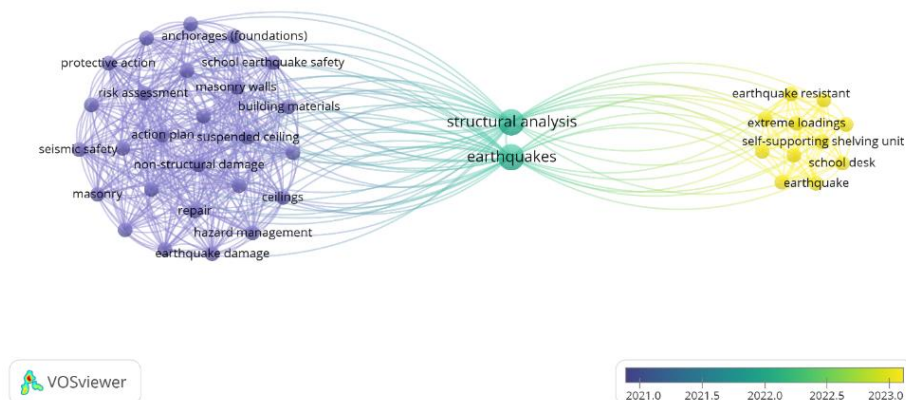 anchorages (foundations)
protective action
school earthquake safety
risk assessment
masonry walls
building materials
action plan
suspended ceiling
seismic safety
non-structural damage
masonry
ceilings
repair
hazard management
earthquake damage
structural analysis
earthquakes
earthquake resistant
extreme loadings
self-supporting shelving unit
school desk
earthquake
VOSviewer
2021.0 2021.5 2022.0 2022.5 2023.0